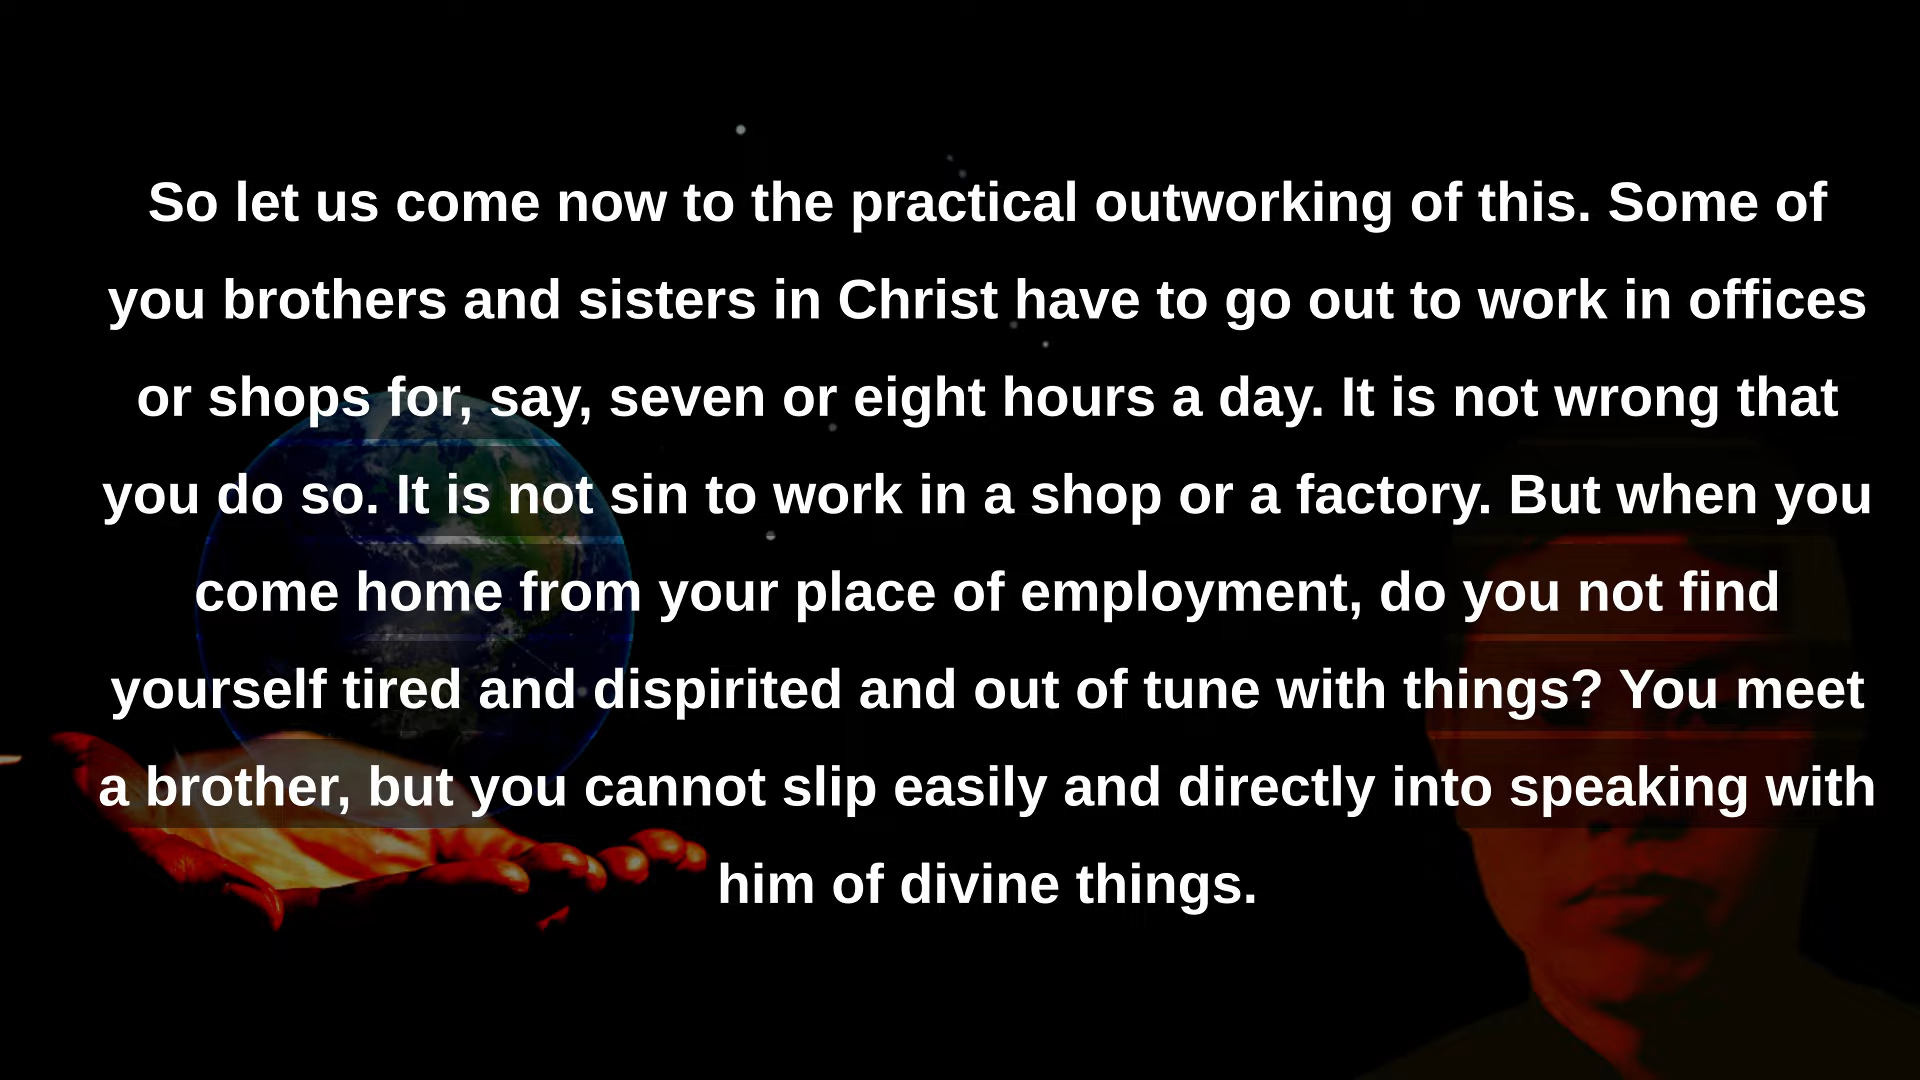 So let us come now to the practical outworking of this. Some of
you brothers and sisters in Christ have to go out to work in offices
or shops for, say, seven or eight hours a day. It is not wrong that
you do so. It is not sin to work in a shop or a factory. But when you
come home from your place of employment, do you not find
yourself tired and dispirited and out of tune with things? You meet
a brother, but you cannot slip easily and directly into speaking with
him of divine things.